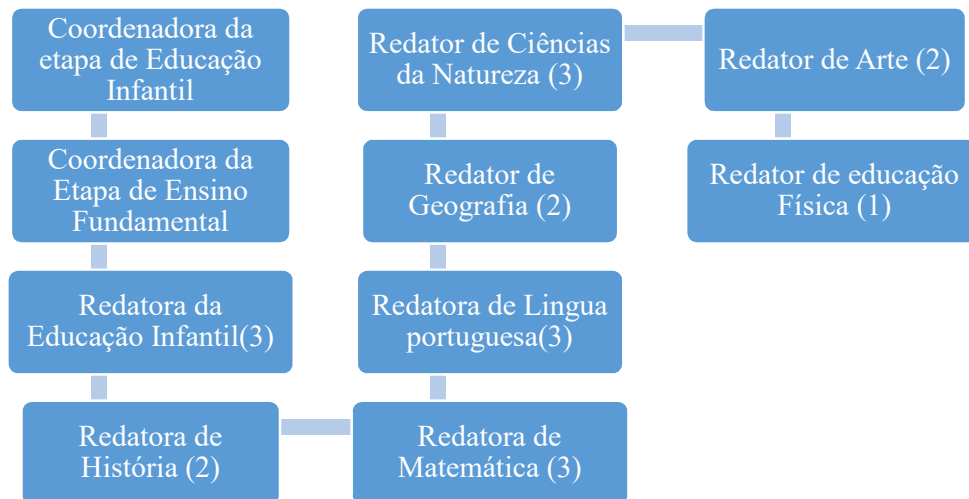 Coordenadora da
etapa de Educação
Infantil
Coordenadora da
Etapa de Ensino
Fundamental
Redatora da
Educação Infantil(3)
Redatora de
História (2)
Redatora de
Matemática (3)
Redatora de Lingua
portuguesa(3)
Redator de
Geografia (2)
Redator de Ciências
da Natureza (3)
Redator de Arte (2)
Redator de educação
Física (1)